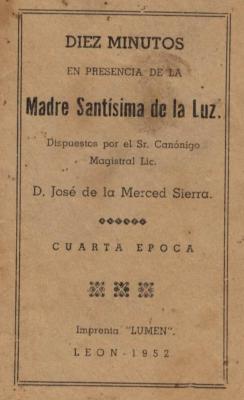 DIEZ MINUTOS
EN PRESENCIA DE LA
Madre Santísima de la Luz.
Dispuestos por el Sr. Canónigo
Magistral Lic.
D. José de la Merced Sierra.
CUARTA EPOCA
Imprenta "LUMEN".
LEON-1952